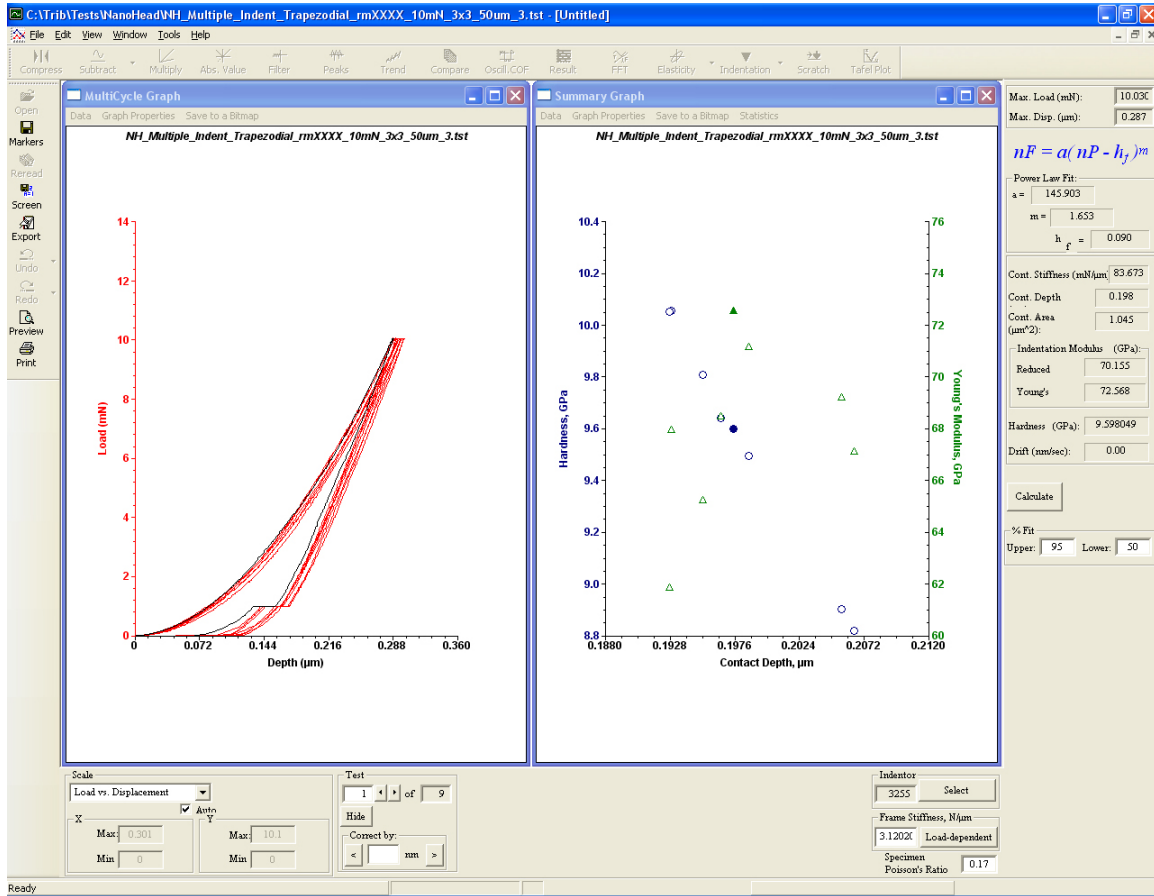 C:\Trib\Tests\NanoHead\NH_Multiple_Indent_Trapezodial_rmXXXX_10mN_3x3_50um_3.tst - [Untitled]
File Edit View Window Tools Help
Compress Subtract Multiply Abs. Value Filter Peaks Trend Compare Oscill.COF Result FFT Elasticity Indentation Scratch Tafel Plot
Open
Markers
Reread
Screen
Export
Undo
Redo
Preview
Print
MultiCycle Graph
Data Graph Properties Save to a Bitmap
NH_Multiple_Indent_Trapezodial_rmXXXX_10mN_3x3_50um_3.tst
14
12
10
8
6
4
2
0
Load (mN)
0 0.072 0.144 0.216 0.288 0.360
Depth (µm)
Summary Graph
Data Graph Properties Save to a Bitmap Statistics
NH_Multiple_Indent_Trapezodial_rmXXXX_10mN_3x3_50um_3.tst
10.4
10.2
10.0
9.8
9.6
9.4
9.2
9.0
8.8
Hardness, GPa
76
74
72
70
68
66
64
62
60
Young's Modulus, GPa
0.1880 0.1928 0.1976 0.2024 0.2072 0.2120
Contact Depth, µm
Max. Load (mN): 10.030
Max. Disp. (µm): 0.287
nF = a(nP - hf)m
Power Law Fit:
a = 145.903
m = 1.653
h f = 0.090
Cont. Stiffness (mN/µm) 83.673
Cont. Depth 0.198
Cont. Area (µm^2): 1.045
Indentation Modulus (GPa):
Reduced 70.155
Young's 72.568
Hardness (GPa): 9.598049
Drift (nm/sec): 0.00
Calculate
% Fit
Upper: 95 Lower: 50
Scale
Load vs. Displacement
Auto
X
Max: 0.301
Min 0
Y
Max: 10.1
Min 0
Test
1 of 9
Hide
Correct by:
< nm >
Indentor
3255 Select
Frame Stiffness, N/µm
3.1202 Load-dependent
Specimen Poisson's Ratio 0.17
Ready